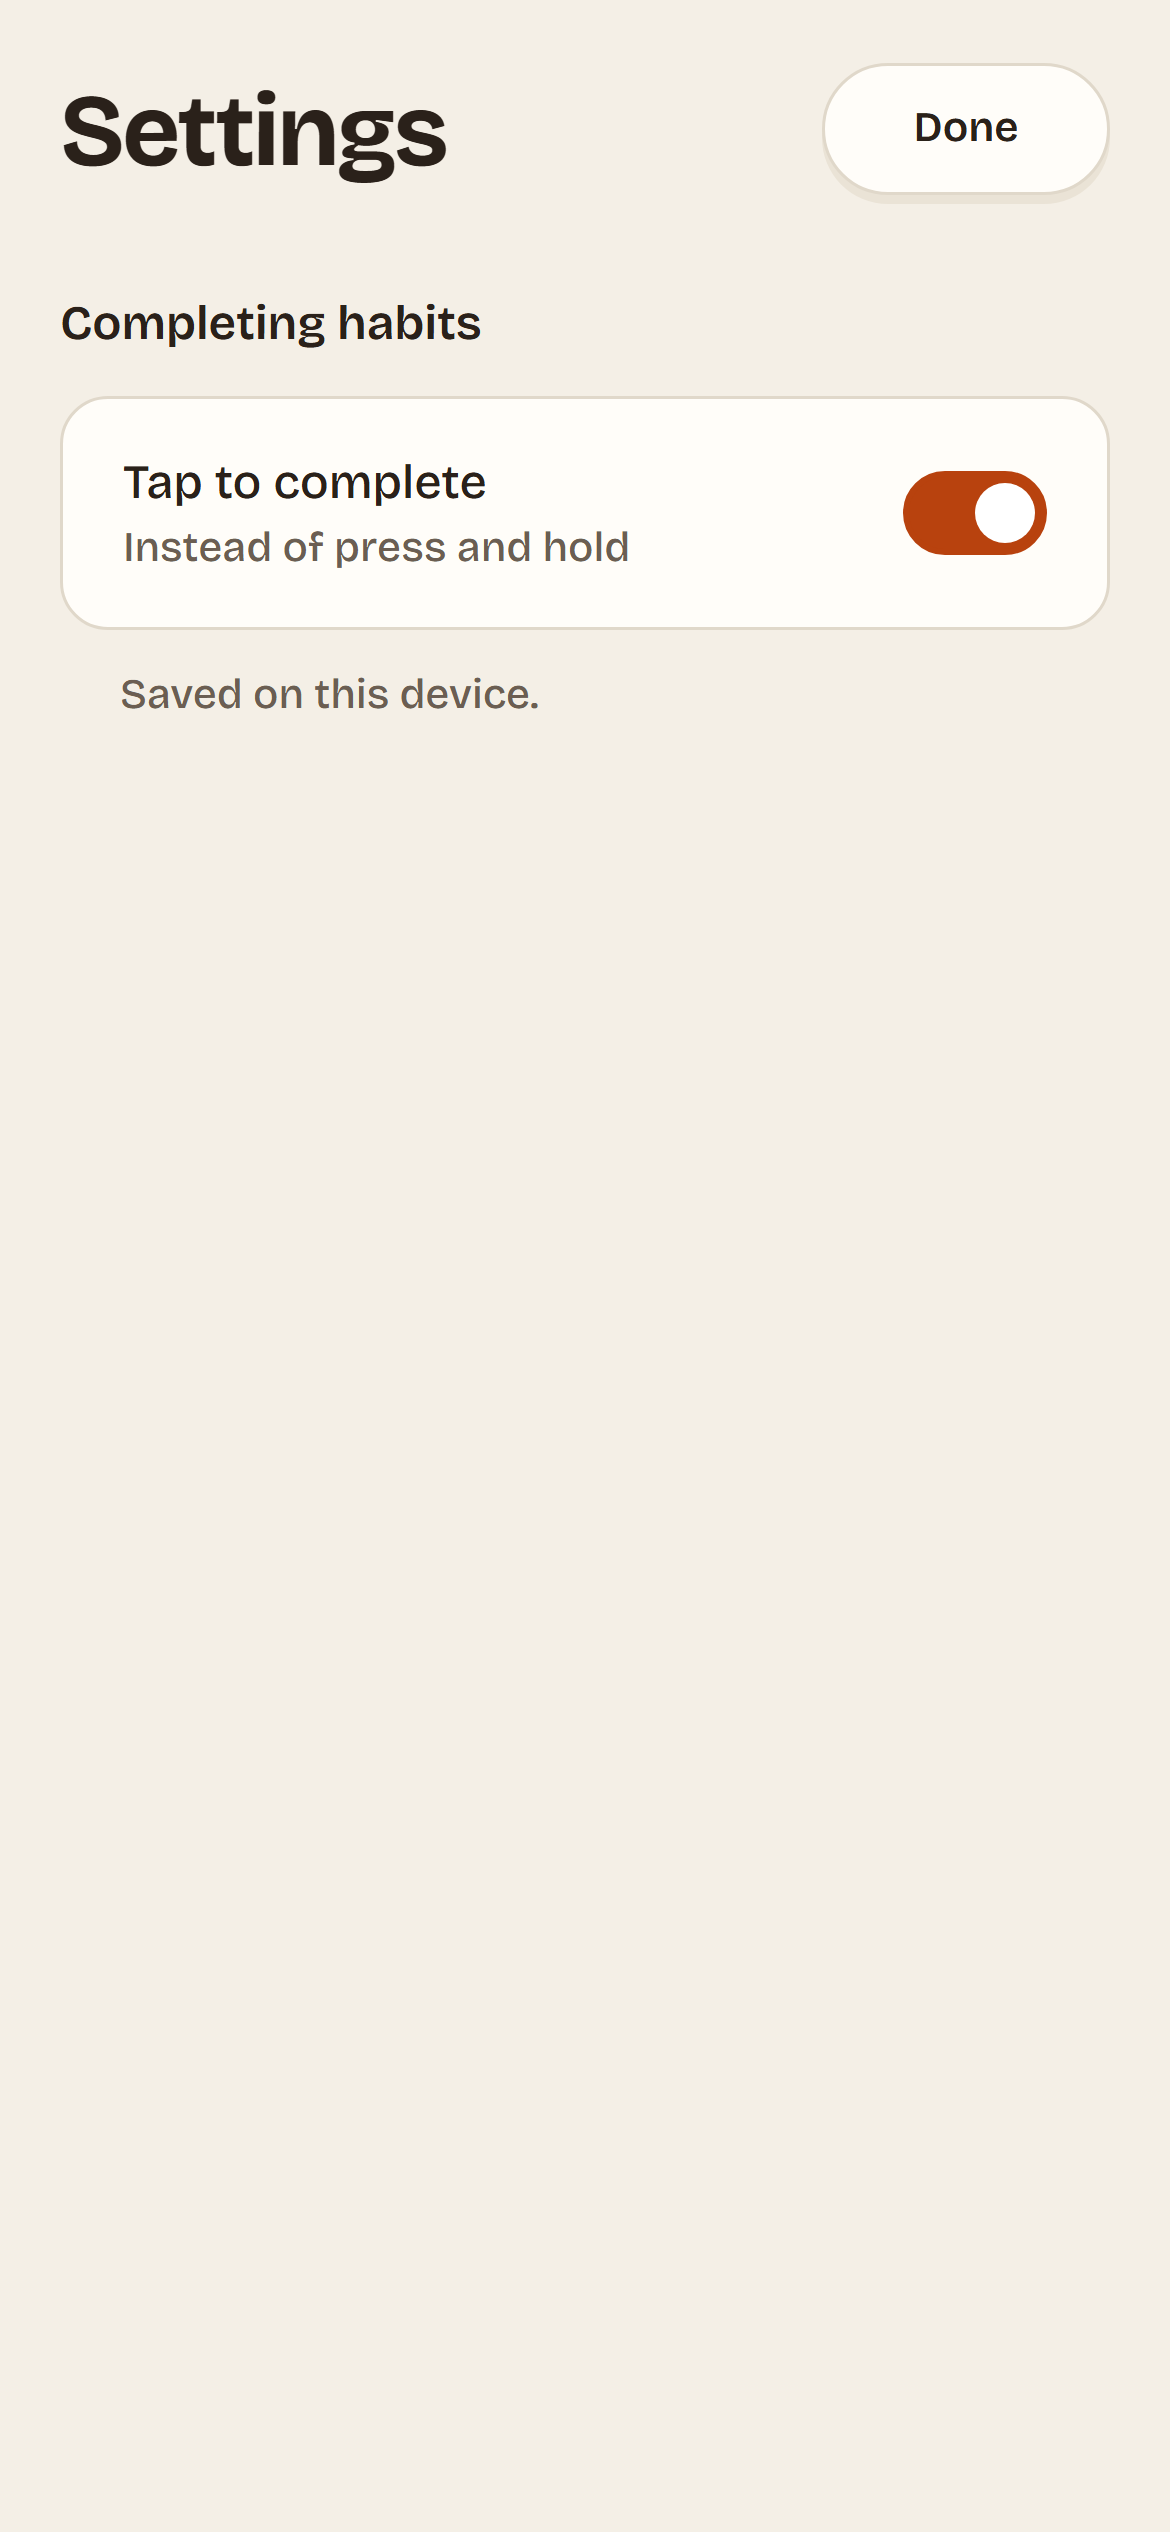 Settings
Done
Completing habits
Tap to complete
Instead of press and hold
Saved on this device.